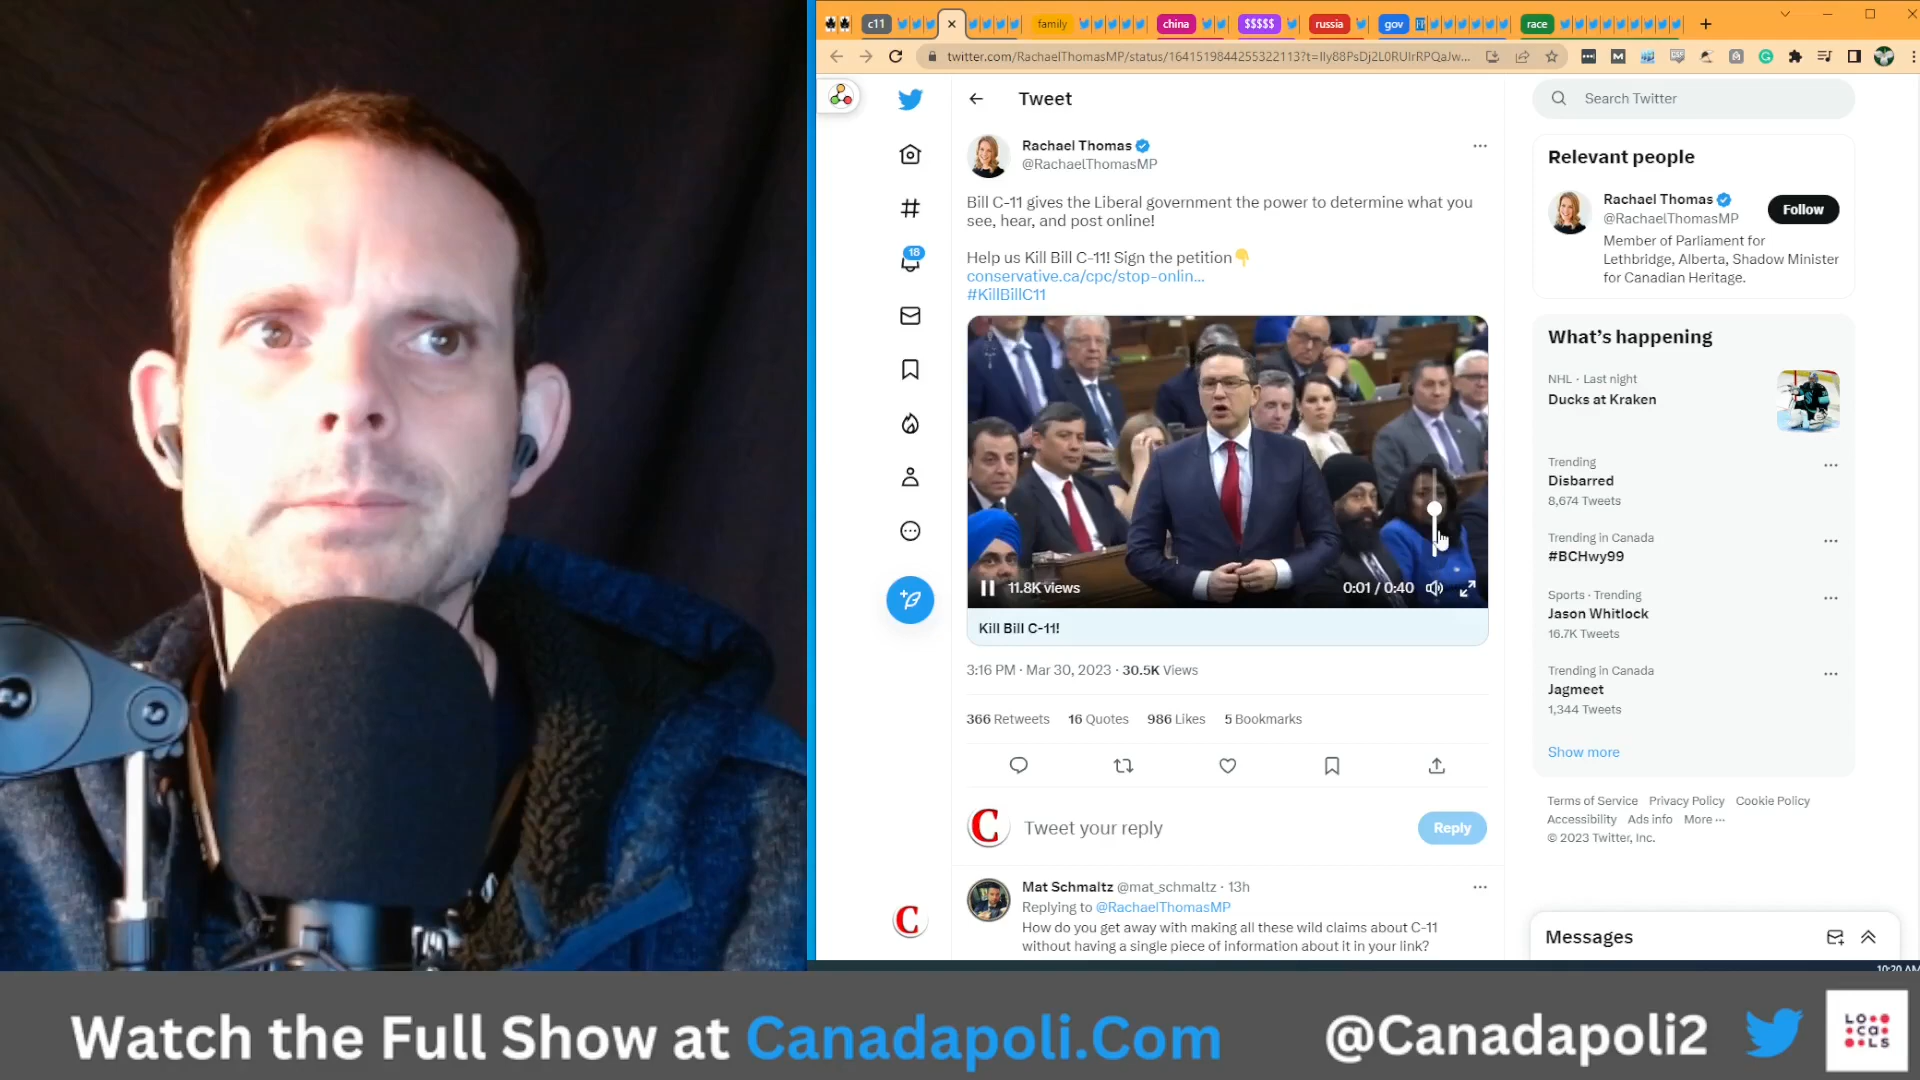 c11
family
china
$$$$$
russia
gov
race
twitter.com/RachaelThomasMP/status/1641519844255322113?t=IIy88PsDj2L0RUIrRPQaJw...
Tweet
Search Twitter
Rachael Thomas
@RachaelThomasMP
Bill C-11 gives the Liberal government the power to determine what you
see, hear, and post online!
Help us Kill Bill C-11! Sign the petition
conservative.ca/cpc/stop-onlin...
#KillBillC11
18
11.8K views
0:01 / 0:40
Kill Bill C-11!
3:16 PM · Mar 30, 2023 · 30.5K Views
366 Retweets 16 Quotes 986 Likes 5 Bookmarks
C
Tweet your reply
Reply
Mat Schmaltz @mat_schmaltz · 13h
Replying to @RachaelThomasMP
How do you get away with making all these wild claims about C-11
without having a single piece of information about it in your link?
C
Relevant people
Rachael Thomas
@RachaelThomasMP
Follow
Member of Parliament for
Lethbridge, Alberta, Shadow Minister
for Canadian Heritage.
What's happening
NHL · Last night
Ducks at Kraken
Trending
Disbarred
8,674 Tweets
Trending in Canada
#BCHwy99
Sports · Trending
Jason Whitlock
16.7K Tweets
Trending in Canada
Jagmeet
1,344 Tweets
Show more
Terms of Service Privacy Policy Cookie Policy
Accessibility Ads info More ...
© 2023 Twitter, Inc.
Messages
10:20 AM
Watch the Full Show at Canadapoli.Com
@Canadapoli2
LO
ca
LS